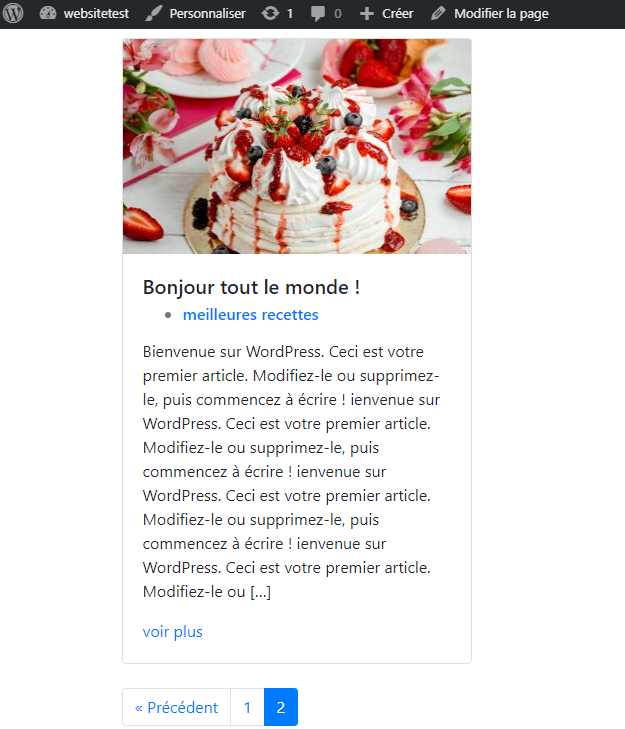 websitetest Personnaliser 1 0 Créer Modifier la page
Bonjour tout le monde !
meilleures recettes
Bienvenue sur WordPress. Ceci est votre
premier article. Modifiez-le ou supprimez-
le, puis commencez à écrire ! ienvenue sur
WordPress. Ceci est votre premier article.
Modifiez-le ou supprimez-le, puis
commencez à écrire ! ienvenue sur
WordPress. Ceci est votre premier article.
Modifiez-le ou supprimez-le, puis
commencez à écrire ! ienvenue sur
WordPress. Ceci est votre premier article.
Modifiez-le ou [...]
voir plus
« Précédent 1 2